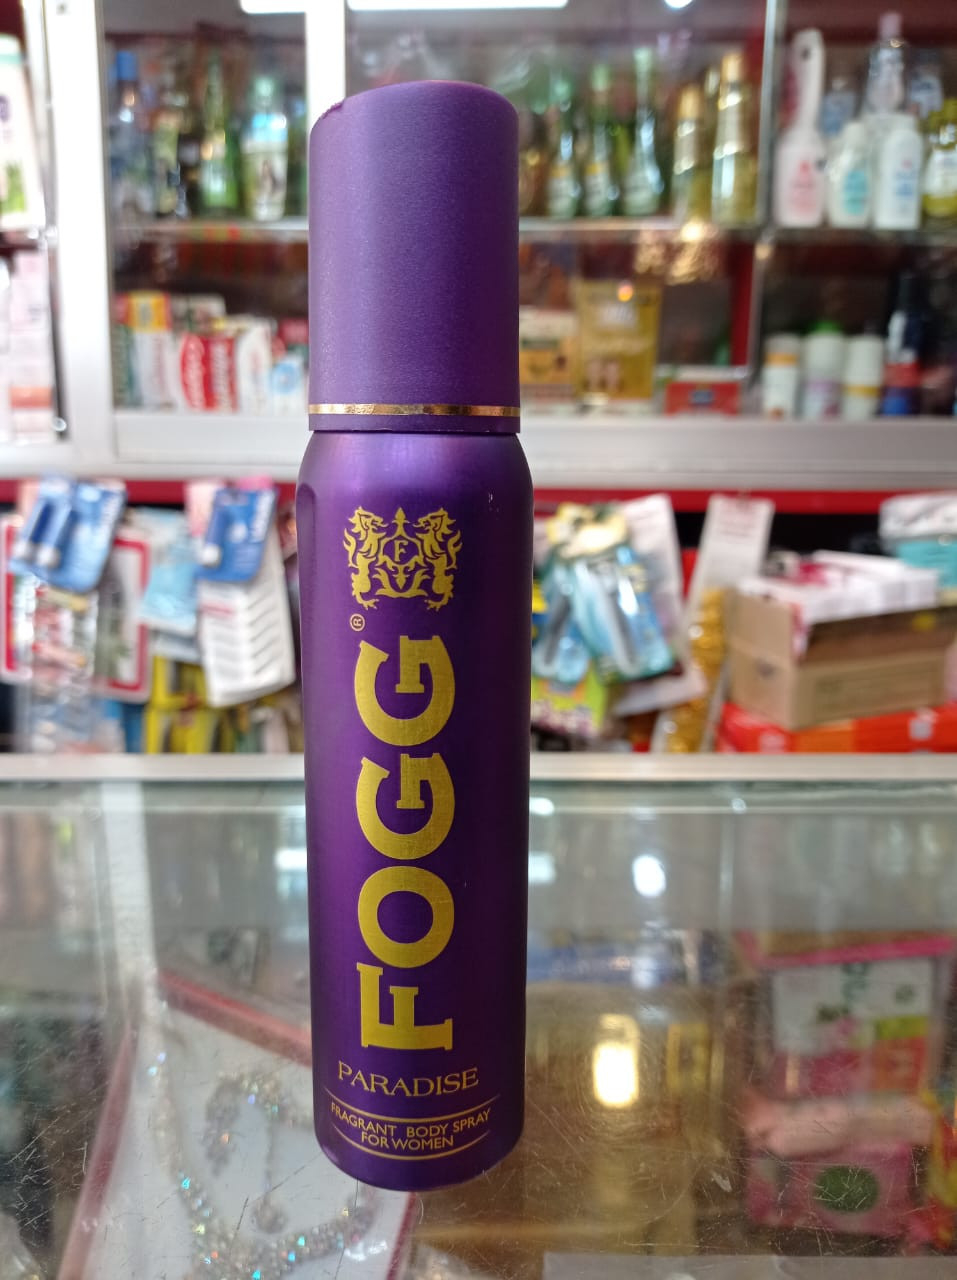 F
FOGG®
PARADISE
FRAGRANT BODY SPRAY
FOR WOMEN